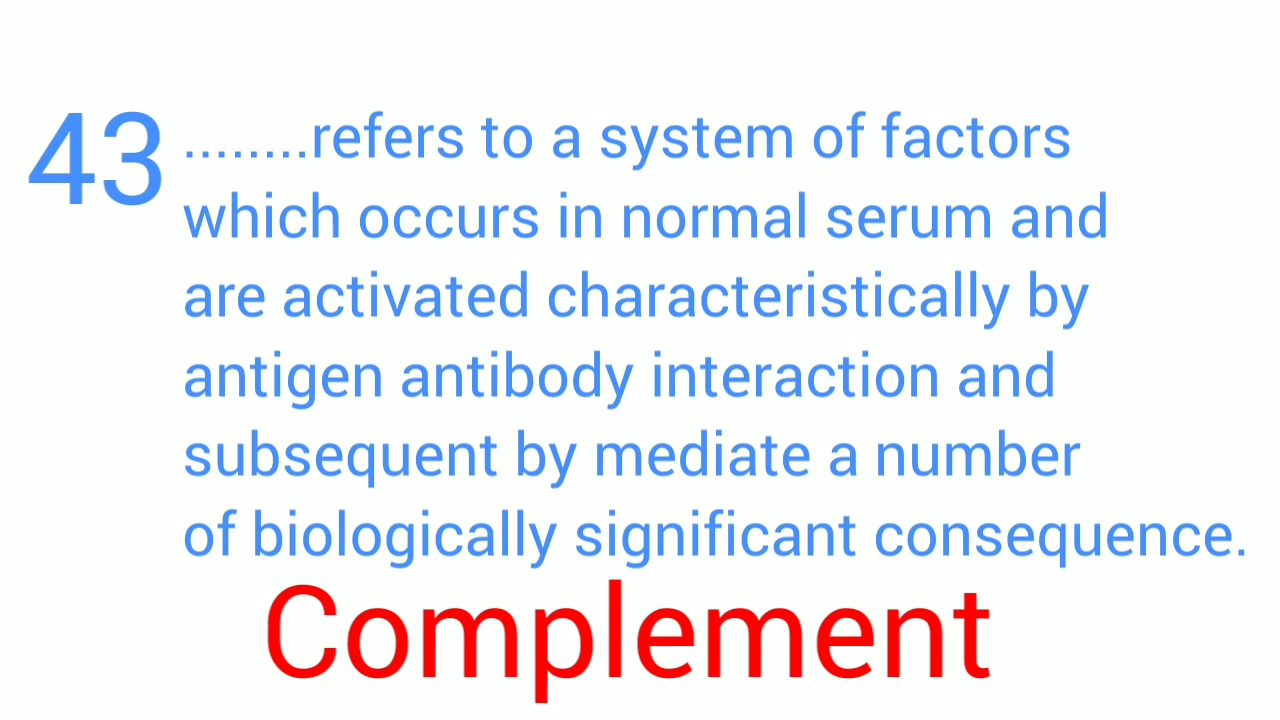 43 ........refers to a system of factors
which occurs in normal serum and
are activated characteristically by
antigen antibody interaction and
subsequent by mediate a number
of biologically significant consequence.
Complement